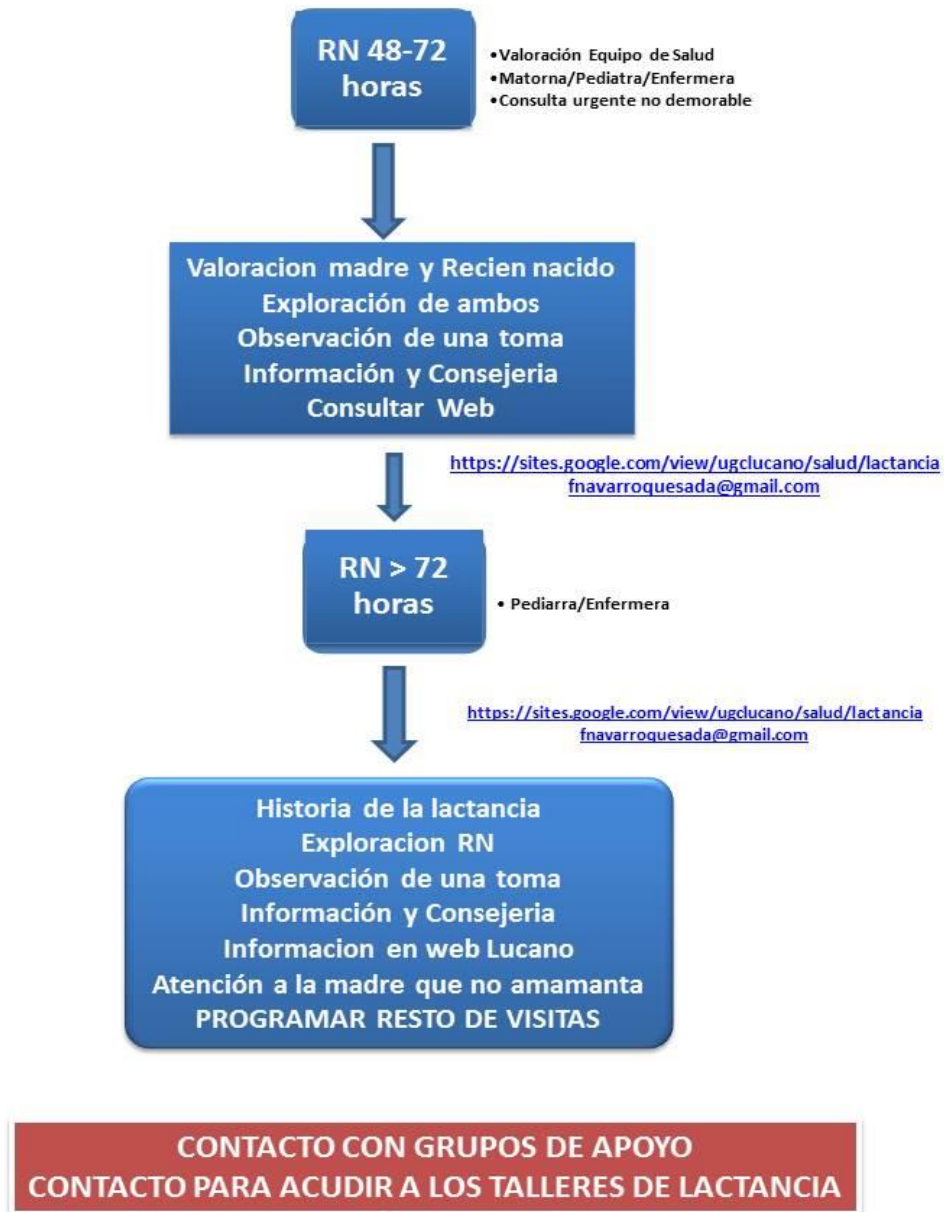 RN 48-72
horas
•Valoración Equipo de Salud
•Matorna/Pediatra/Enfermera
•Consulta urgente no demorable
Valoracion madre y Recien nacido
Exploración de ambos
Observación de una toma
Información y Consejeria
Consultar Web
https://sites.google.com/view/ugclucano/salud/lactancia
fnavarroquesada@gmail.com
RN > 72
horas
• Pediarra/Enfermera
https://sites.google.com/view/ugclucano/salud/lactancia
fnavarroquesada@gmail.com
Historia de la lactancia
Exploracion RN
Observación de una toma
Información y Consejeria
Informacion en web Lucano
Atención a la madre que no amamanta
PROGRAMAR RESTO DE VISITAS
CONTACTO CON GRUPOS DE APOYO
CONTACTO PARA ACUDIR A LOS TALLERES DE LACTANCIA